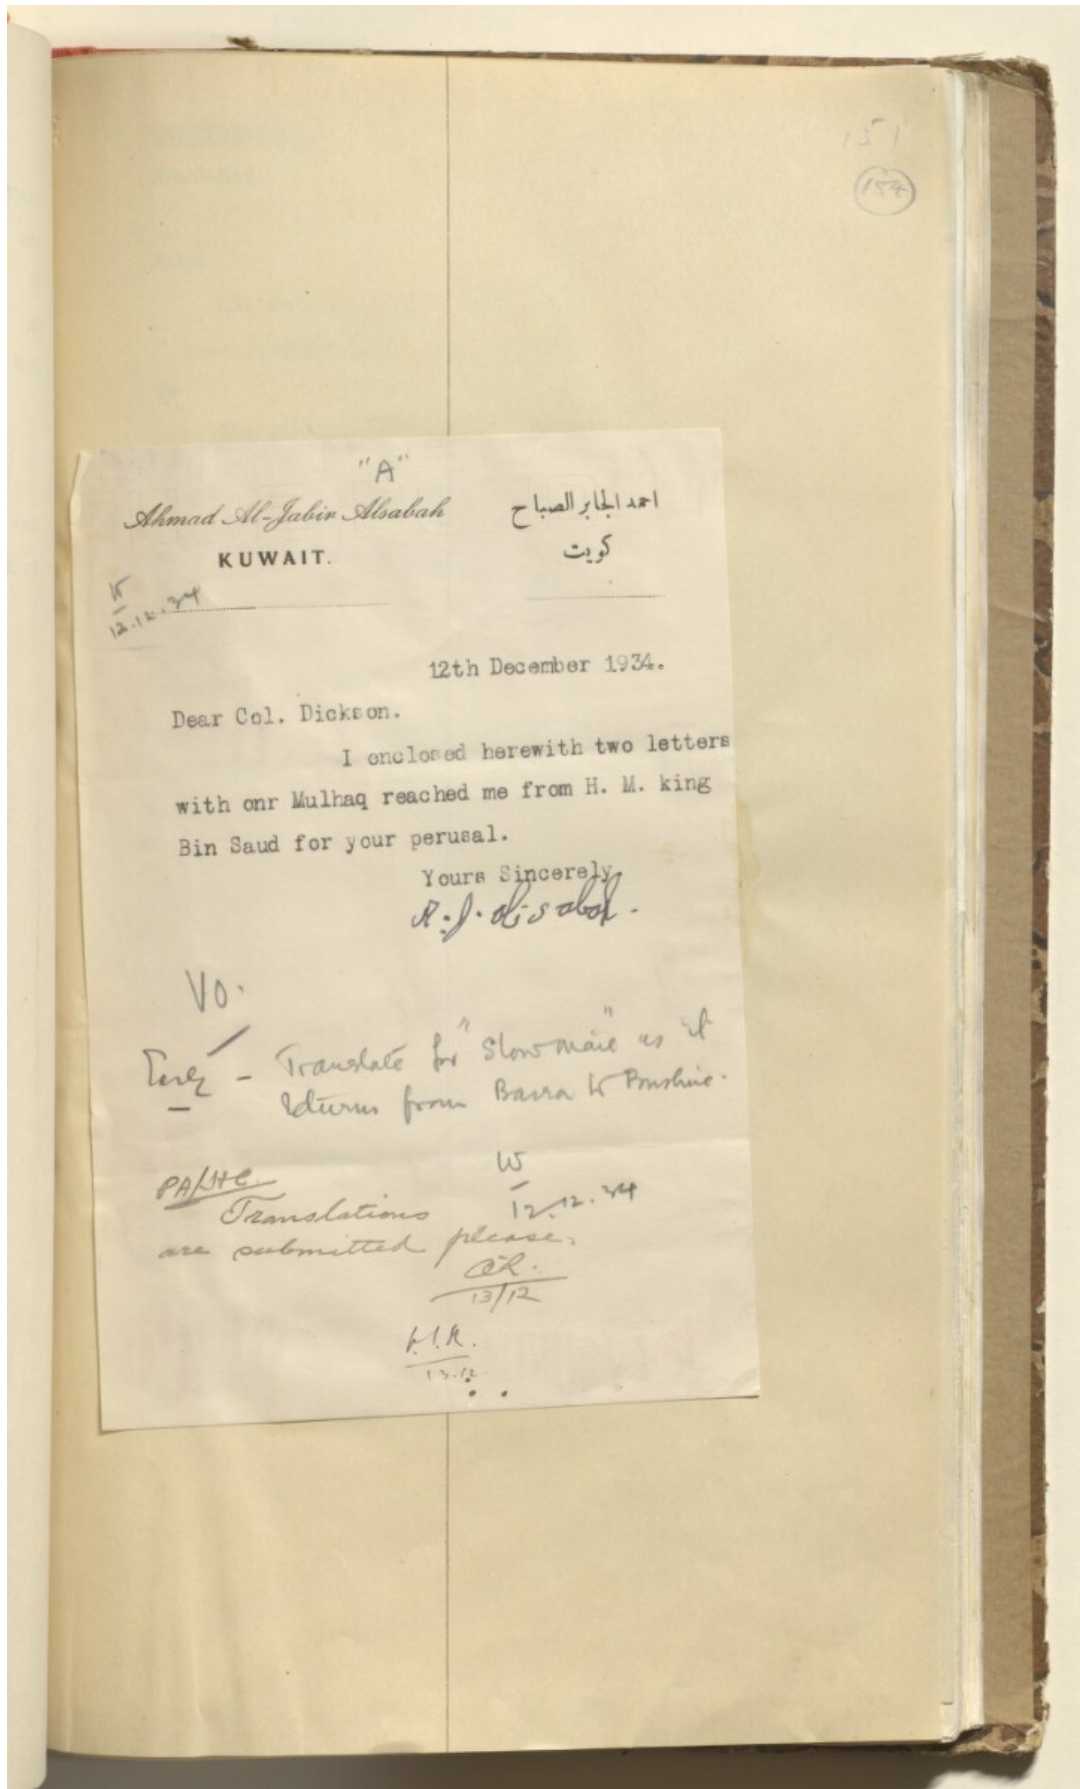 151
154
"A"
Ahmad Al-Jabir Alsabah
احمد الجابر الصباح
KUWAIT.
كويت
12.12.34
12th December 1934.
Dear Col. Dickson.
I enclosed herewith two letters
with onr Mulhaq reached me from H. M. king
Bin Saud for your perusal.
Yours Sincerely,
A. J. alsabah.
VO.
Translate for "Slow Mail" as it
returns from Basra to Bushire.
12.12.34
PA/HC.
Translations
are submitted please.
13/12
13.12